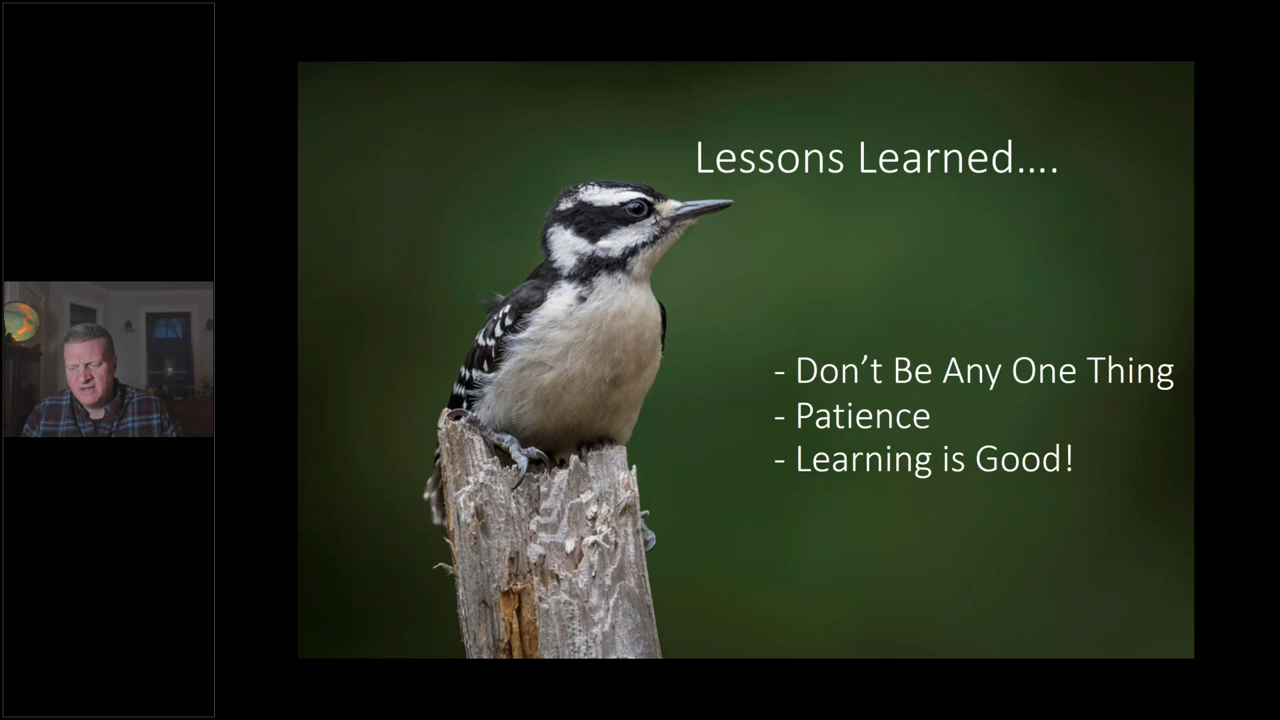 Lessons Learned....
- Don't Be Any One Thing
- Patience
- Learning is Good!